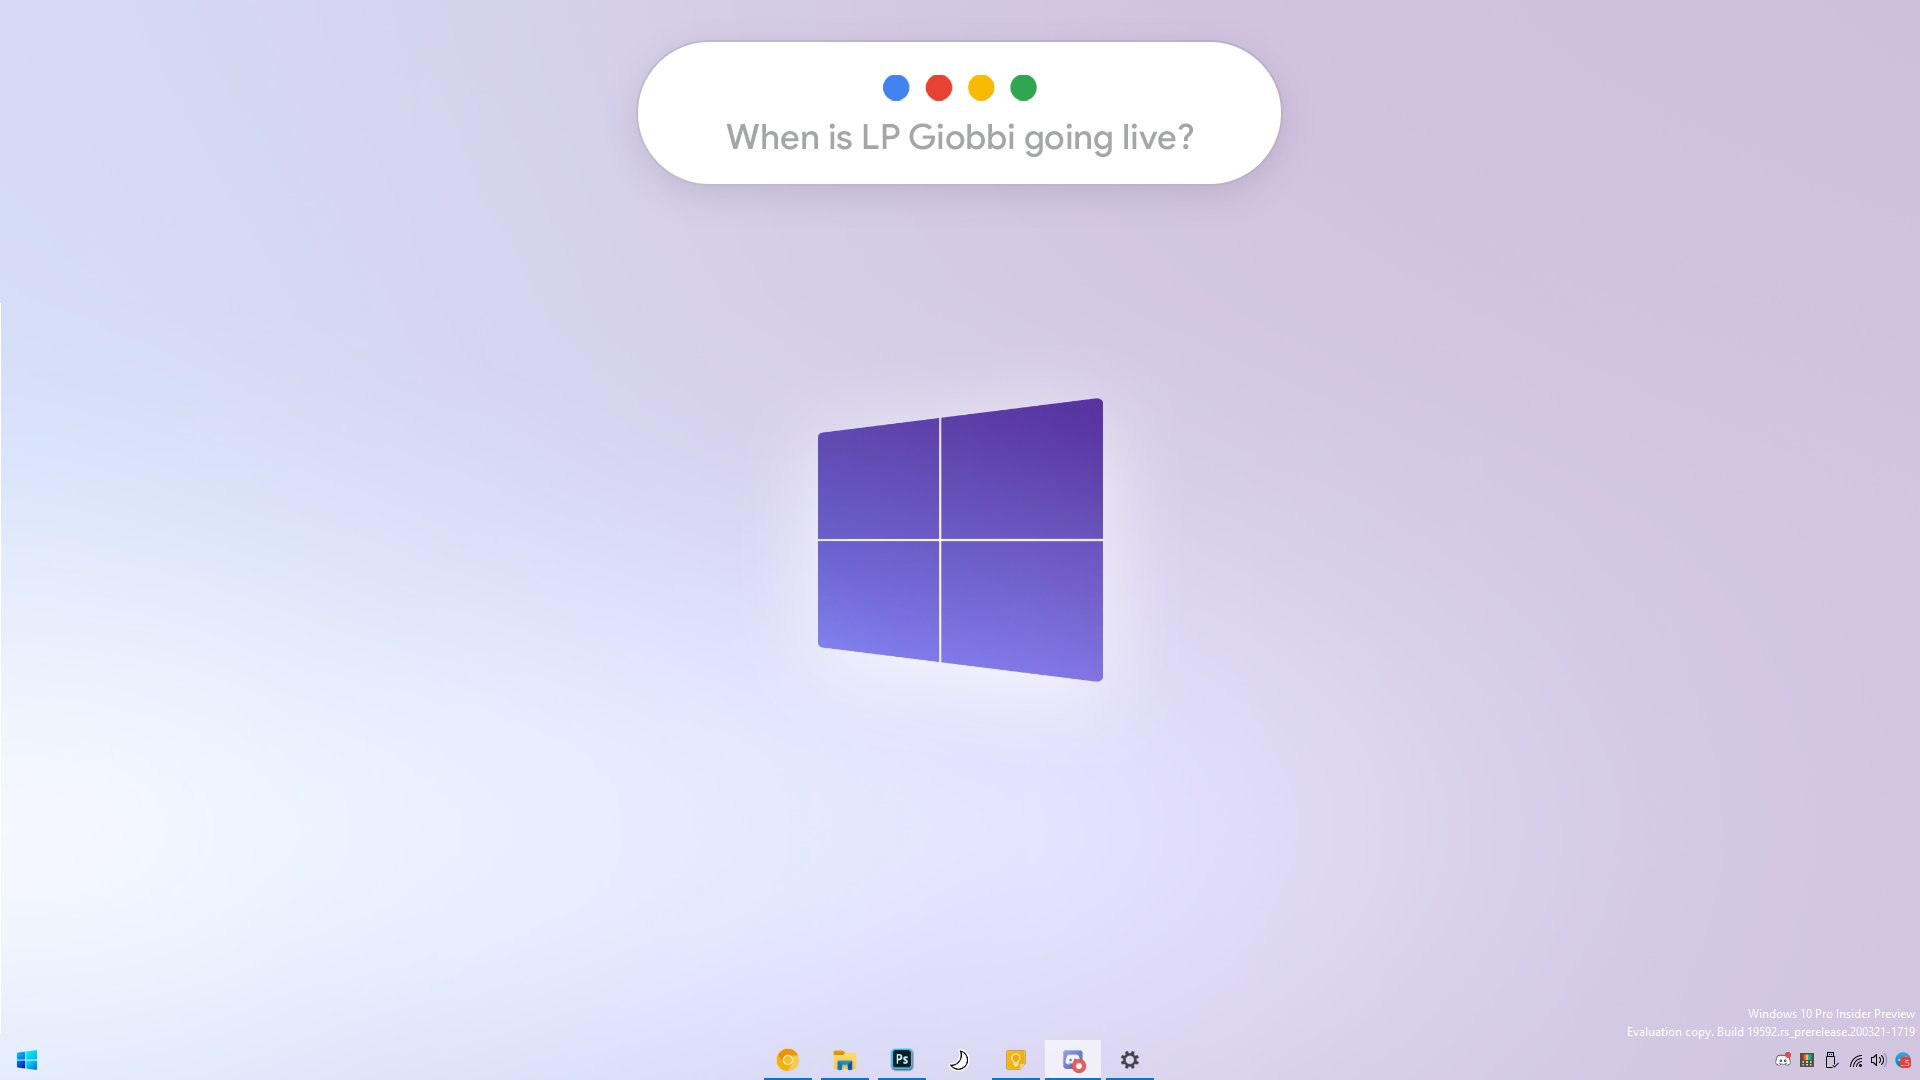 When is LP Giobbi going live?
Windows 10 Pro Insider Preview
Evaluation copy. Build 19592.rs_prerelease.200321-1719
Ps